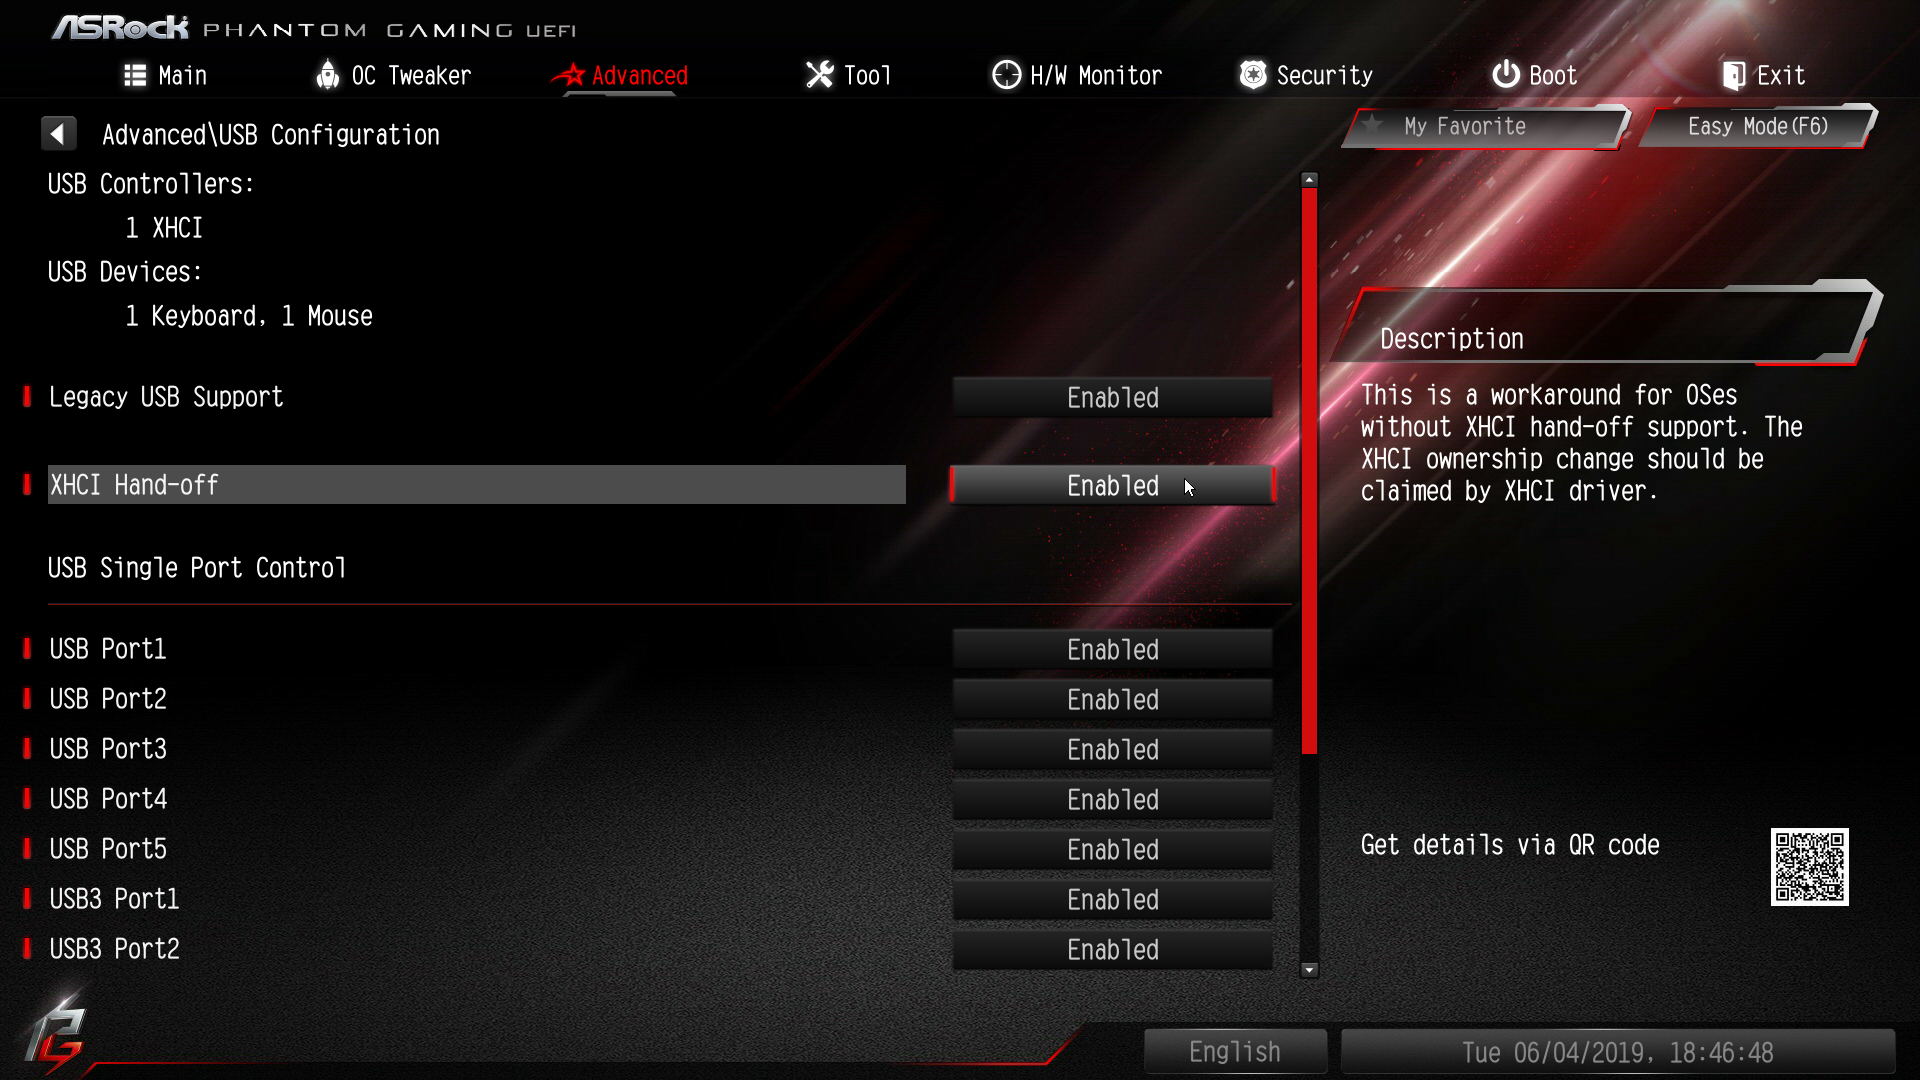 ASRock PHANTOM GAMING UEFI
Main OC Tweaker Advanced Tool H/W Monitor Security Boot Exit
Advanced\USB Configuration
My Favorite Easy Mode(F6)
USB Controllers:
1 XHCI
USB Devices:
1 Keyboard, 1 Mouse
Legacy USB Support Enabled
XHCI Hand-off Enabled
USB Single Port Control
USB Port1 Enabled
USB Port2 Enabled
USB Port3 Enabled
USB Port4 Enabled
USB Port5 Enabled
USB3 Port1 Enabled
USB3 Port2 Enabled
Description
This is a workaround for OSes
without XHCI hand-off support. The
XHCI ownership change should be
claimed by XHCI driver.
Get details via QR code
English Tue 06/04/2019, 18:46:48